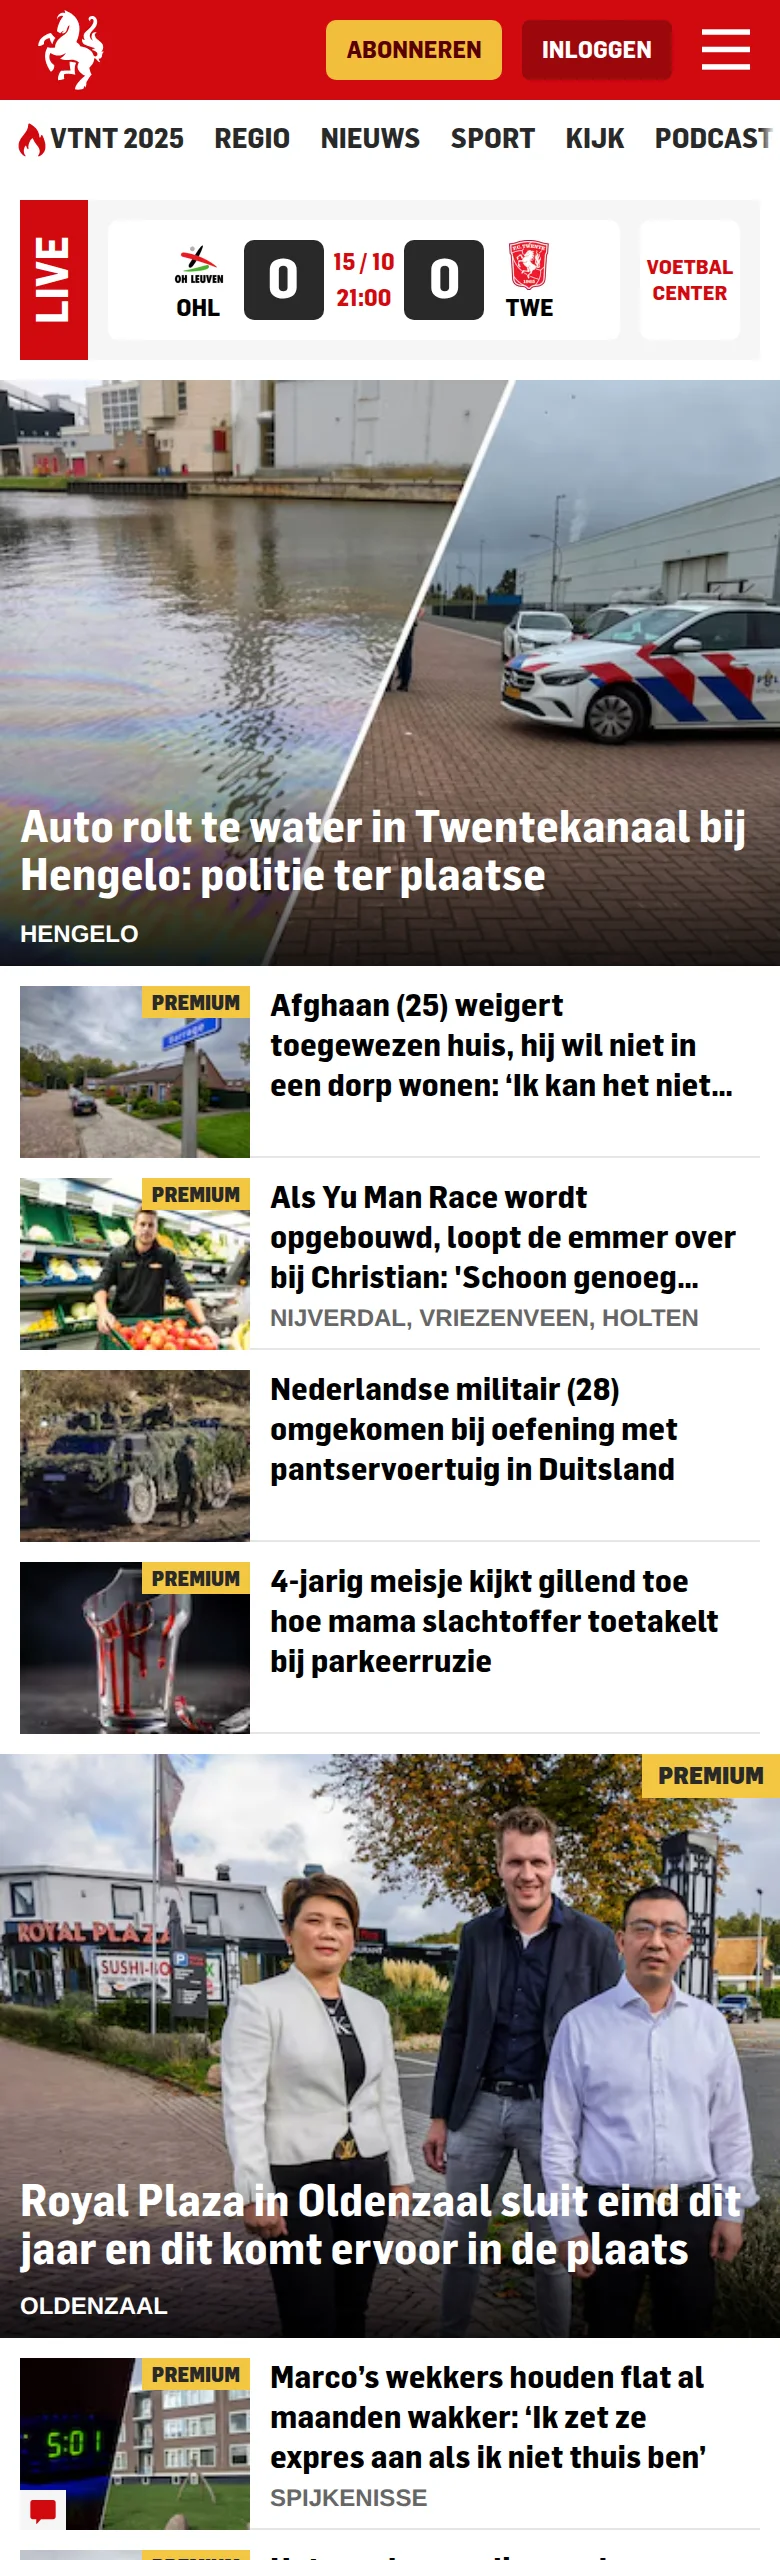 ABONNEREN
INLOGGEN
VTNT 2025
REGIO
NIEUWS
SPORT
KIJK
PODCAST
LIVE
OH LEUVEN
OHL
0
15 / 10
21:00
0
TWE
VOETBAL
CENTER
Auto rolt te water in Twentekanaal bij
Hengelo: politie ter plaatse
HENGELO
PREMIUM
Afghaan (25) weigert
toegewezen huis, hij wil niet in
een dorp wonen: ‘Ik kan het niet...
PREMIUM
Als Yu Man Race wordt
opgebouwd, loopt de emmer over
bij Christian: 'Schoon genoeg...
NIJVERDAL, VRIEZENVEEN, HOLTEN
Nederlandse militair (28)
omgekomen bij oefening met
pantservoertuig in Duitsland
PREMIUM
4-jarig meisje kijkt gillend toe
hoe mama slachtoffer toetakelt
bij parkeerruzie
PREMIUM
ROYAL PLAZA
SUSHI-BO X
Royal Plaza in Oldenzaal sluit eind dit
jaar en dit komt ervoor in de plaats
OLDENZAAL
PREMIUM
5:01
Marco’s wekkers houden flat al
maanden wakker: ‘Ik zet ze
expres aan als ik niet thuis ben’
SPIJKENISSE